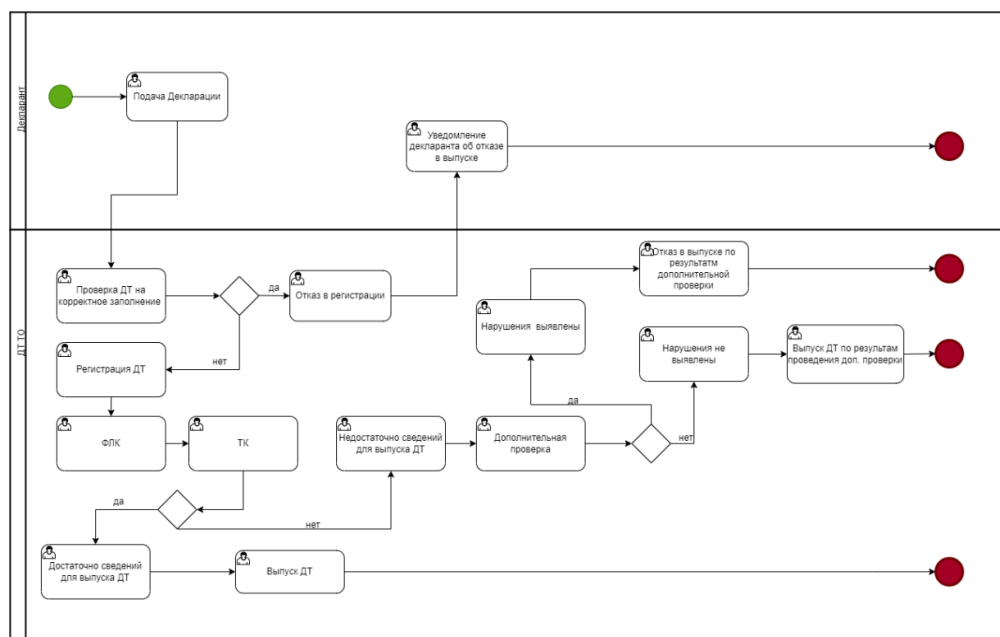 Декларант
Подача Декларации
Уведомление
декларанта об отказе
в выпуске
ДТ ТО
Проверка ДТ на
корректное заполнение
да
Отказ в регистрации
нет
Регистрация ДТ
ФЛК
ТК
да
нет
Достаточно сведений
для выпуска ДТ
Выпуск ДТ
Недостаточно сведений
для выпуска ДТ
Дополнительная
проверка
да
нет
Нарушения выявлены
Отказ в выпуске по
результатм
дополнительной
проверки
Нарушения не
выявлены
Выпуск ДТ по результам
проведения доп. проверки